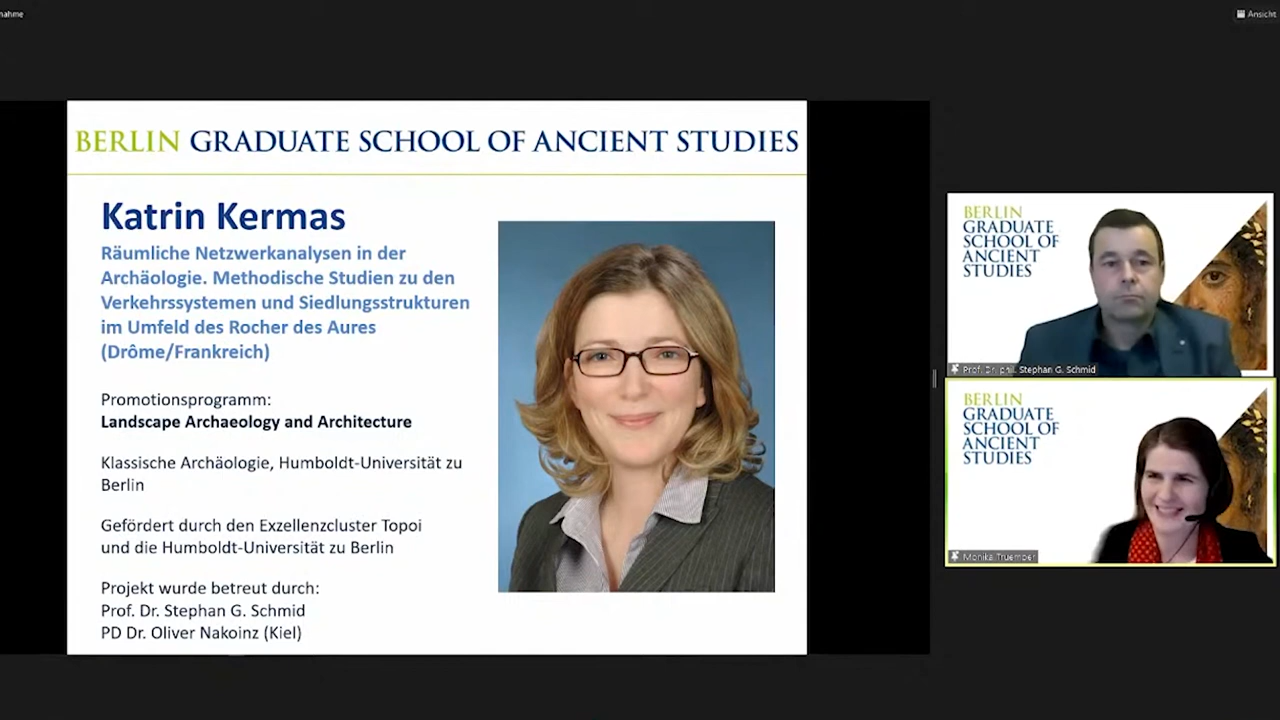 Ansicht
BERLIN GRADUATE SCHOOL OF ANCIENT STUDIES
Katrin Kermas
Räumliche Netzwerkanalysen in der
Archäologie. Methodische Studien zu den
Verkehrssystemen und Siedlungsstrukturen
im Umfeld des Rocher des Aures
(Drôme/Frankreich)
Promotionsprogramm:
Landscape Archaeology and Architecture
Klassische Archäologie, Humboldt-Universität zu
Berlin
Gefördert durch den Exzellenzcluster Topoi
und die Humboldt-Universität zu Berlin
Projekt wurde betreut durch:
Prof. Dr. Stephan G. Schmid
PD Dr. Oliver Nakoinz (Kiel)
BERLIN
GRADUATE
SCHOOL OF
ANCIENT
STUDIES
Prof. Dr. phil. Stephan G. Schmid
BERLIN
GRADUATE
SCHOOL OF
ANCIENT
STUDIES
Monika Truemper